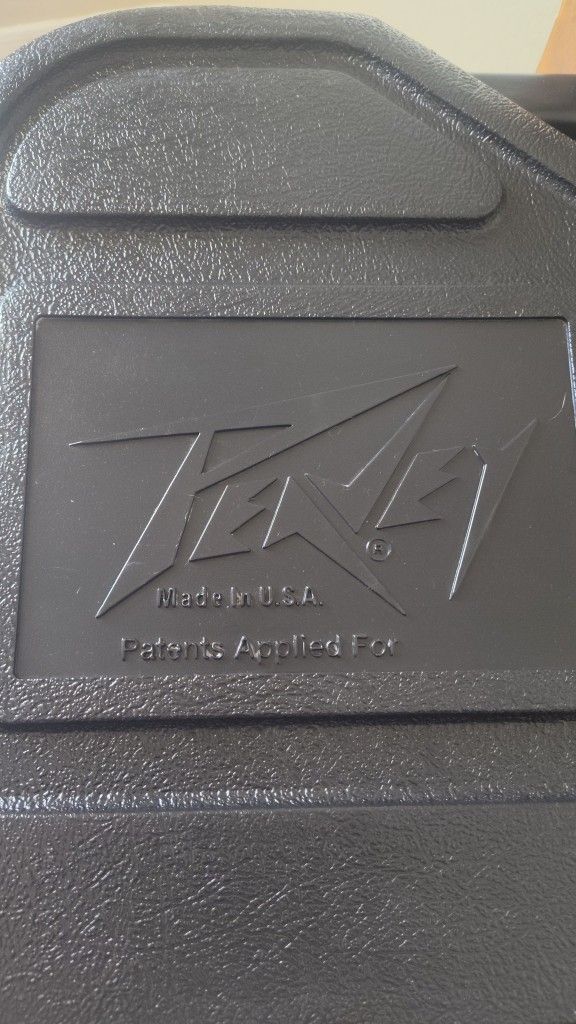 PEAVEY
®
Made In U.S.A.
Patents Applied For